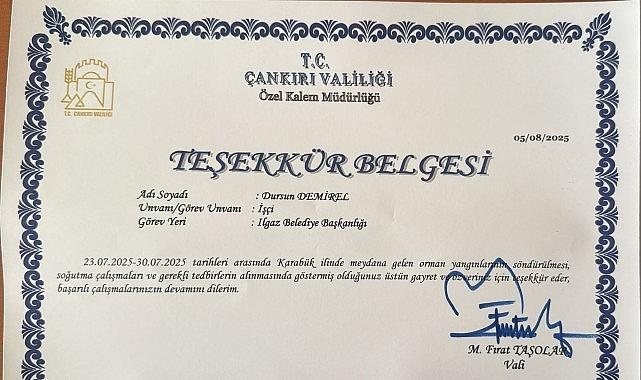 T.C.
ÇANKIRI VALİLİĞİ
Özel Kalem Müdürlüğü
T.C. ÇANKIRI VALİLİĞİ
05/08/2025
TEŞEKKÜR BELGESİ
Adı Soyadı : Dursun DEMİREL
Unvanı/Görev Unvanı : İşçi
Görev Yeri : Ilgaz Belediye Başkanlığı
23.07.2025-30.07.2025 tarihleri arasında Karabük ilinde meydana gelen orman yangınlarının söndürülmesi,
soğutma çalışmaları ve gerekli tedbirlerin alınmasında göstermiş olduğunuz üstün gayret ve özveriniz için teşekkür eder,
başarılı çalışmalarınızın devamını dilerim.
M. Fırat TAŞOLAR
Vali